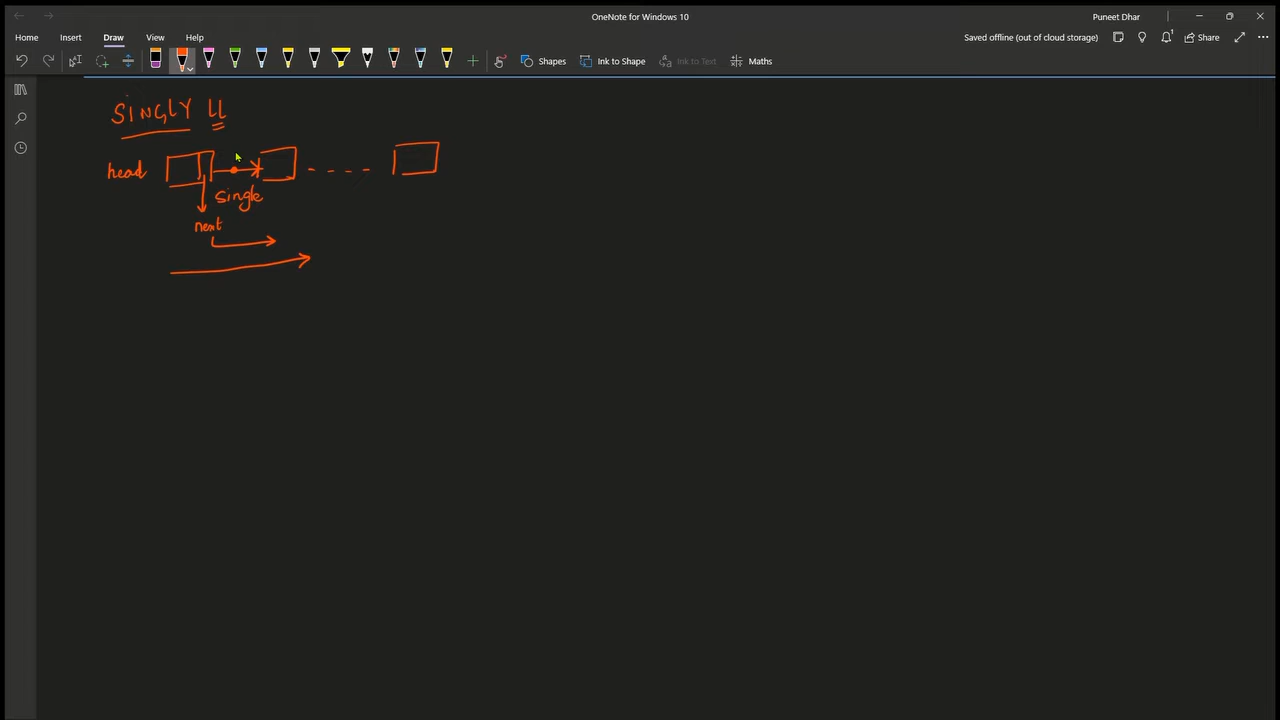 OneNote for Windows 10
Puneet Dhar
Home Insert Draw View Help
Saved offline (out of cloud storage)
Share
Shapes
Ink to Shape
Ink to Text
Maths
SINGLY LL
head
single
next